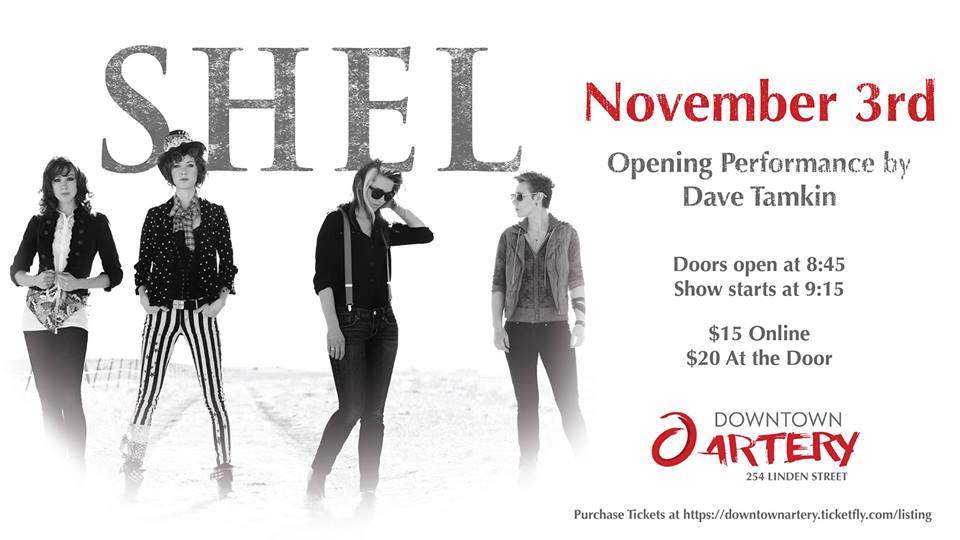 SHEL
November 3rd
Opening Performance by
Dave Tamkin
Doors open at 8:45
Show starts at 9:15
$15 Online
$20 At the Door
DOWNTOWN
ARTERY
254 LINDEN STREET
Purchase Tickets at https://downtownartery.ticketfly.com/listing